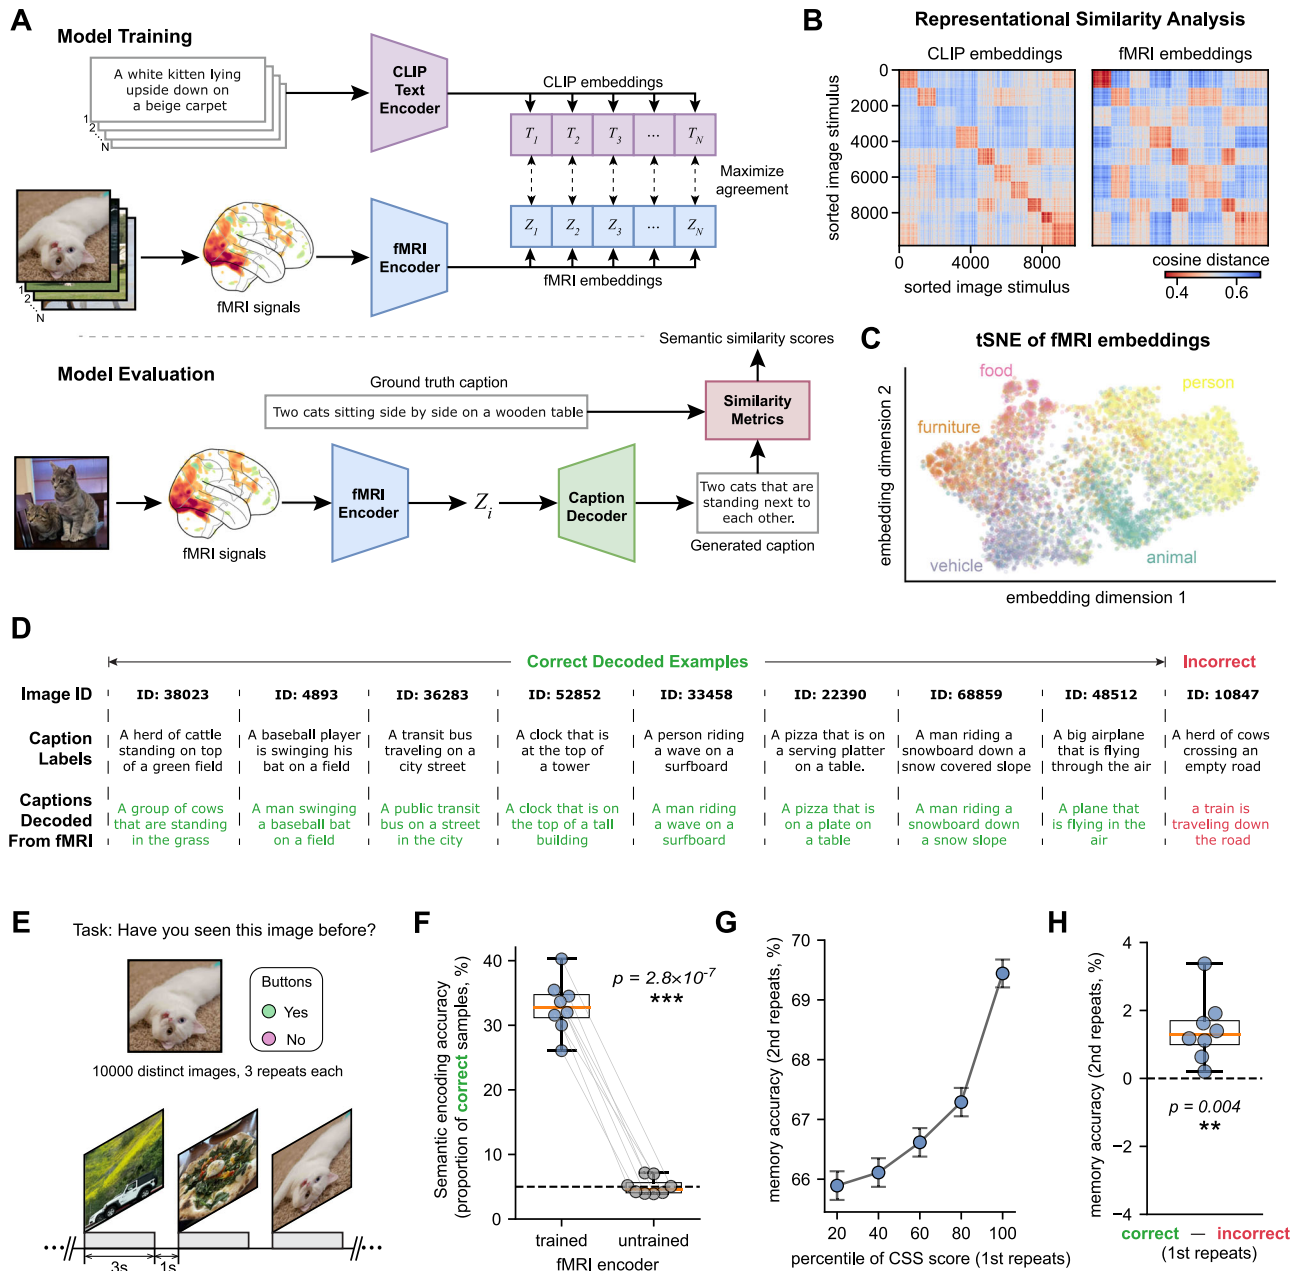 A
Model Training
A white kitten lying
upside down on
a beige carpet
1
2
N
CLIP
Text
Encoder
CLIP embeddings
T1 T2 T3 ... TN
Maximize
agreement
Z1 Z2 Z3 ... ZN
fMRI embeddings
1
2
N
fMRI signals
fMRI
Encoder
Model Evaluation
Semantic similarity scores
Ground truth caption
Two cats sitting side by side on a wooden table
Similarity
Metrics
fMRI signals
fMRI
Encoder
Zi
Caption
Decoder
Two cats that are
standing next to
each other.
Generated caption
B
Representational Similarity Analysis
CLIP embeddings
fMRI embeddings
sorted image stimulus
0
2000
4000
6000
8000
0 4000 8000
sorted image stimulus
cosine distance
0.4 0.6
C
tSNE of fMRI embeddings
embedding dimension 2
food
person
furniture
vehicle
animal
embedding dimension 1
D
Correct Decoded Examples
Incorrect
Image ID
ID: 38023
ID: 4893
ID: 36283
ID: 52852
ID: 33458
ID: 22390
ID: 68859
ID: 48512
ID: 10847
Caption
Labels
A herd of cattle
standing on top
of a green field
A baseball player
is swinging his
bat on a field
A transit bus
traveling on a
city street
A clock that is
at the top of
a tower
A person riding
a wave on a
surfboard
A pizza that is on
a serving platter
on a table.
A man riding a
snowboard down a
snow covered slope
A big airplane
that is flying
through the air
A herd of cows
crossing an
empty road
Captions
Decoded
From fMRI
A group of cows
that are standing
in the grass
A man swinging
a baseball bat
on a field
A public transit
bus on a street
in the city
A clock that is on
the top of a tall
building
A man riding
a wave on a
surfboard
A pizza that is
on a plate on
a table
A man riding a
snowboard down
a snow slope
A plane that
is flying in the
air
a train is
traveling down
the road
E
Task: Have you seen this image before?
Buttons
Yes
No
10000 distinct images, 3 repeats each
3s
1s
F
Semantic encoding accuracy
(proportion of correct samples, %)
40
30
20
10
0
p = 2.8×10-7
***
trained
untrained
fMRI encoder
G
memory accuracy (2nd repeats, %)
70
69
68
67
66
20 40 60 80 100
percentile of CSS score (1st repeats)
H
memory accuracy (2nd repeats, %)
4
2
0
−2
−4
p = 0.004
**
correct — incorrect
(1st repeats)